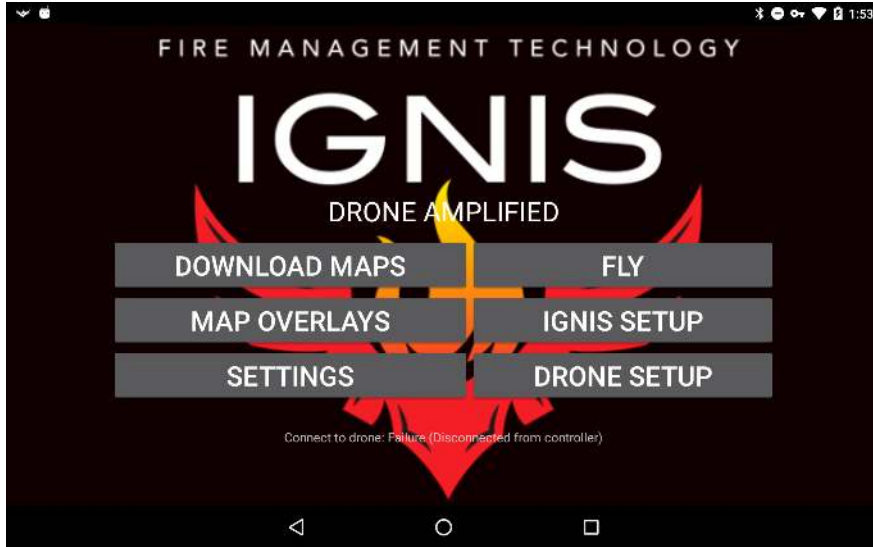 1:53
FIRE MANAGEMENT TECHNOLOGY
IGNIS
DRONE AMPLIFIED
DOWNLOAD MAPS
FLY
MAP OVERLAYS
IGNIS SETUP
SETTINGS
DRONE SETUP
Connect to drone: Failure (Disconnected from controller)